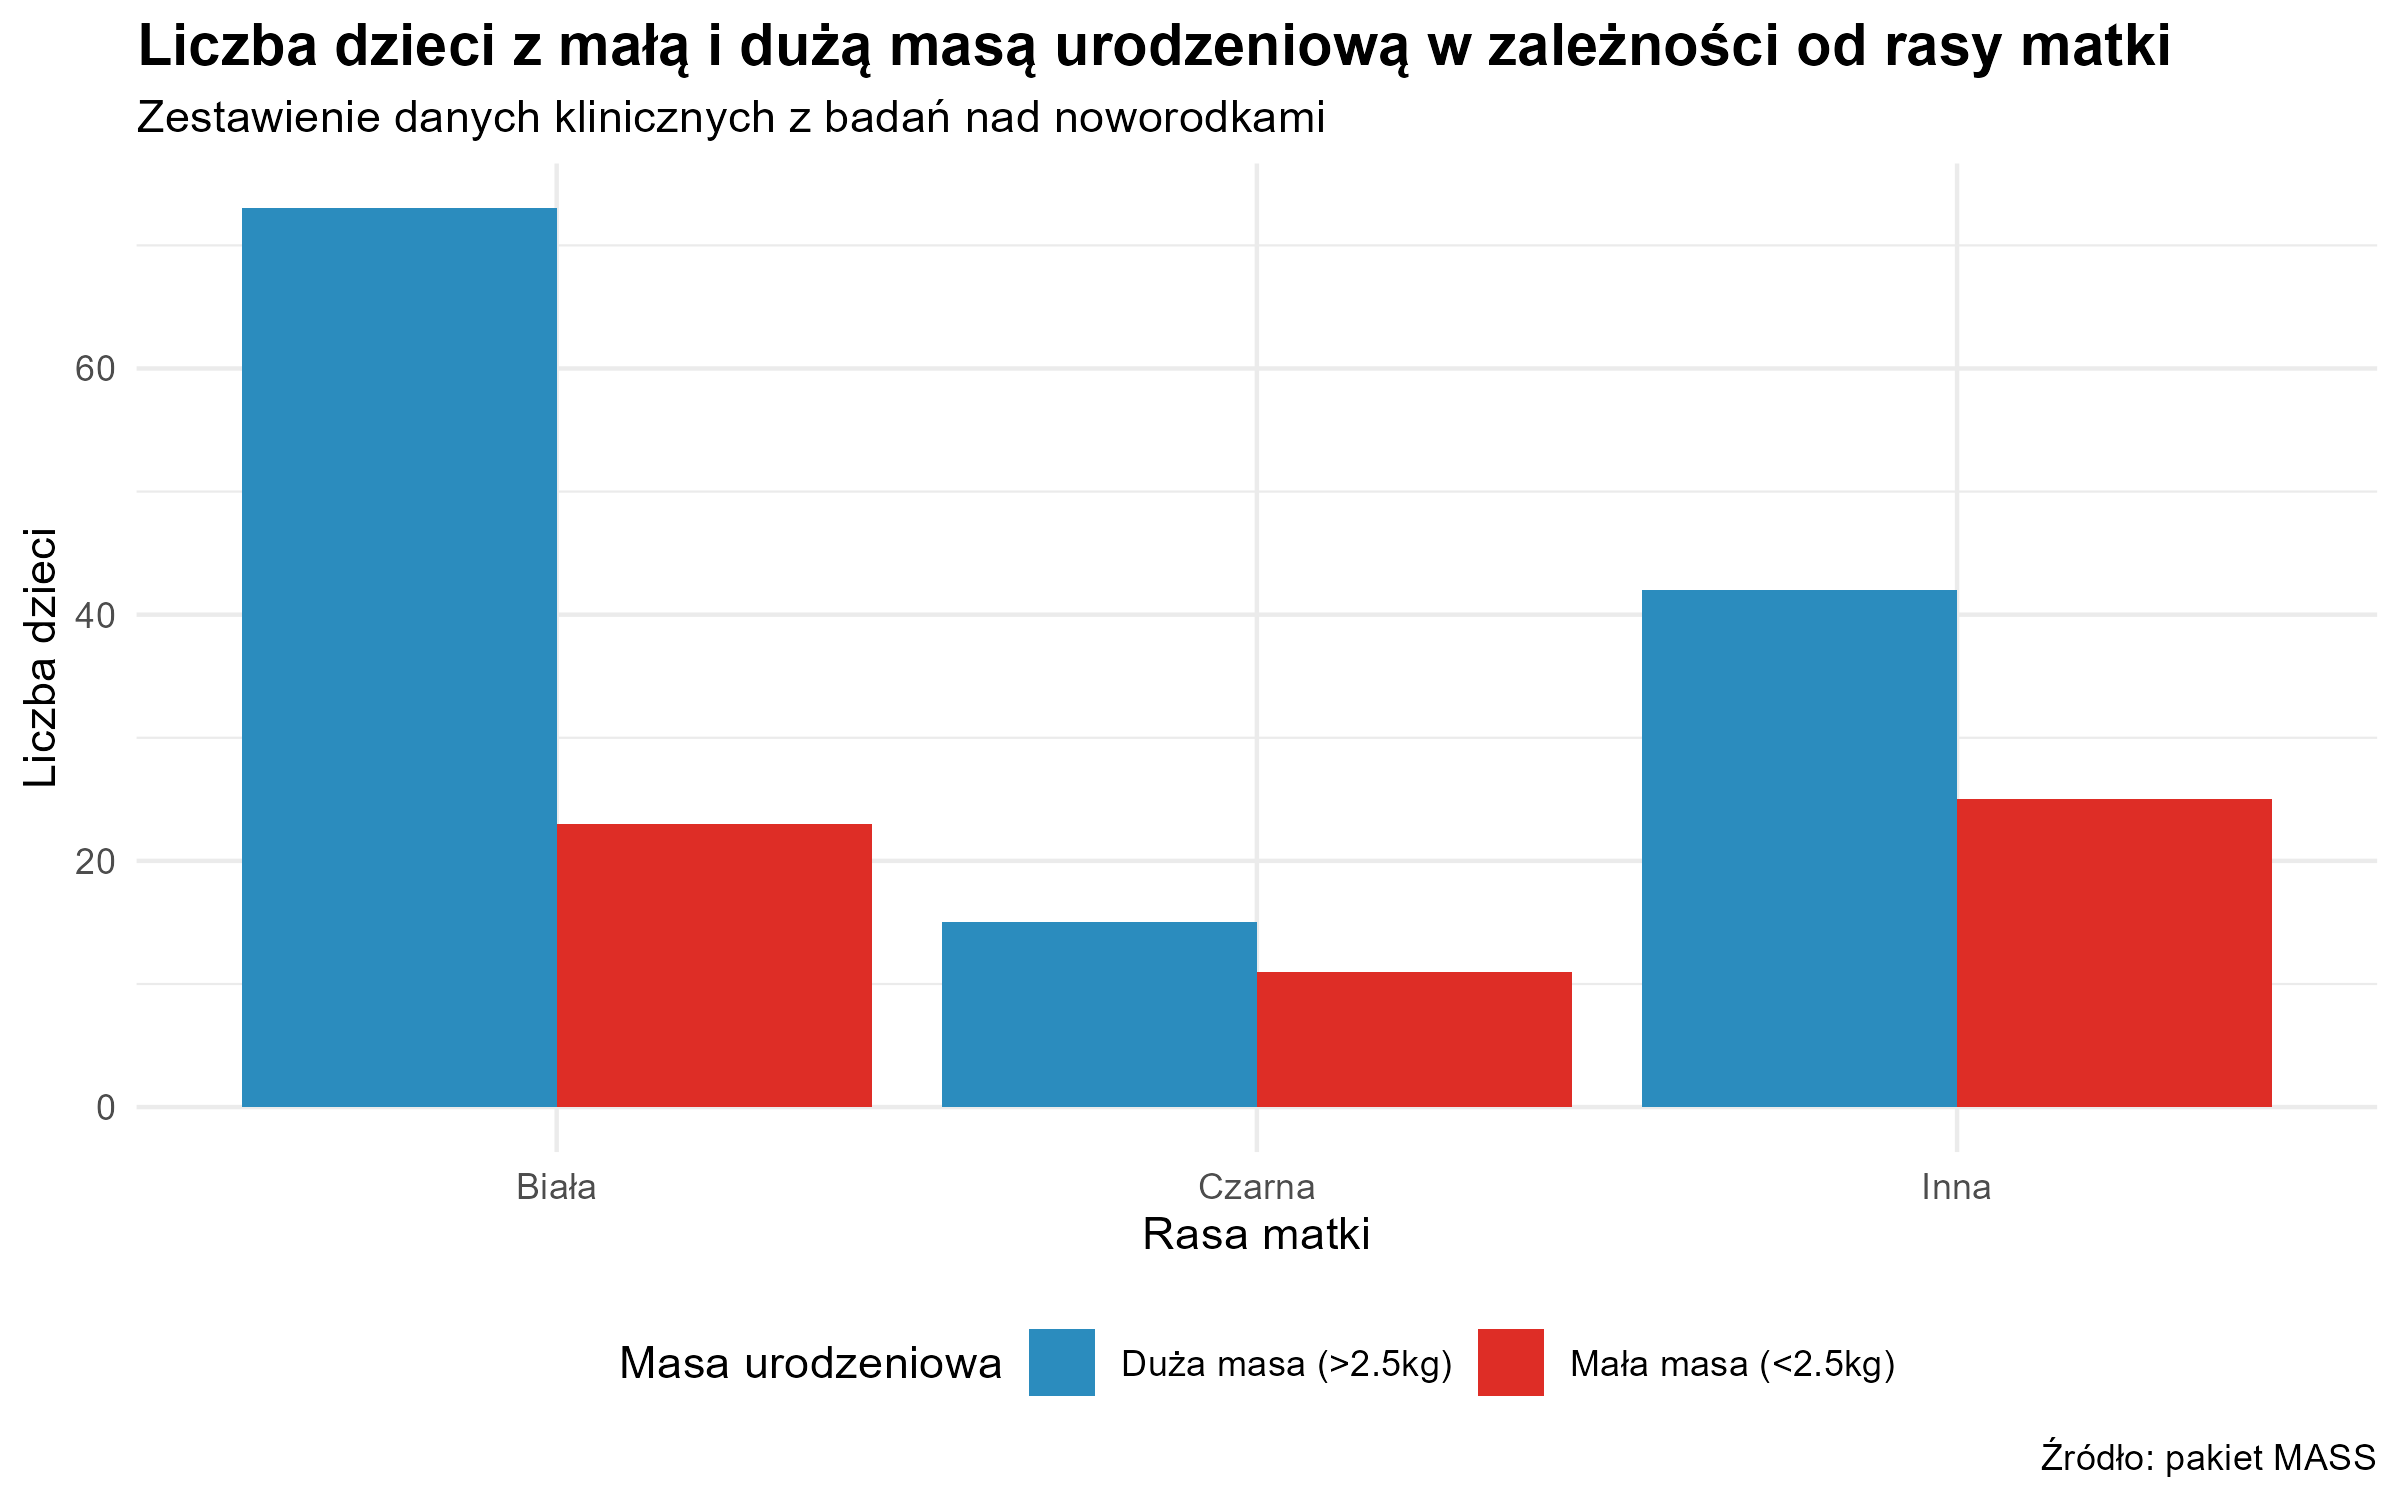 Liczba dzieci z małą i dużą masą urodzeniową w zależności od rasy matki
Zestawienie danych klinicznych z badań nad noworodkami
Liczba dzieci
60
40
20
0
Biała
Czarna
Inna
Rasa matki
Masa urodzeniowa
Duża masa (>2.5kg)
Mała masa (<2.5kg)
Źródło: pakiet MASS